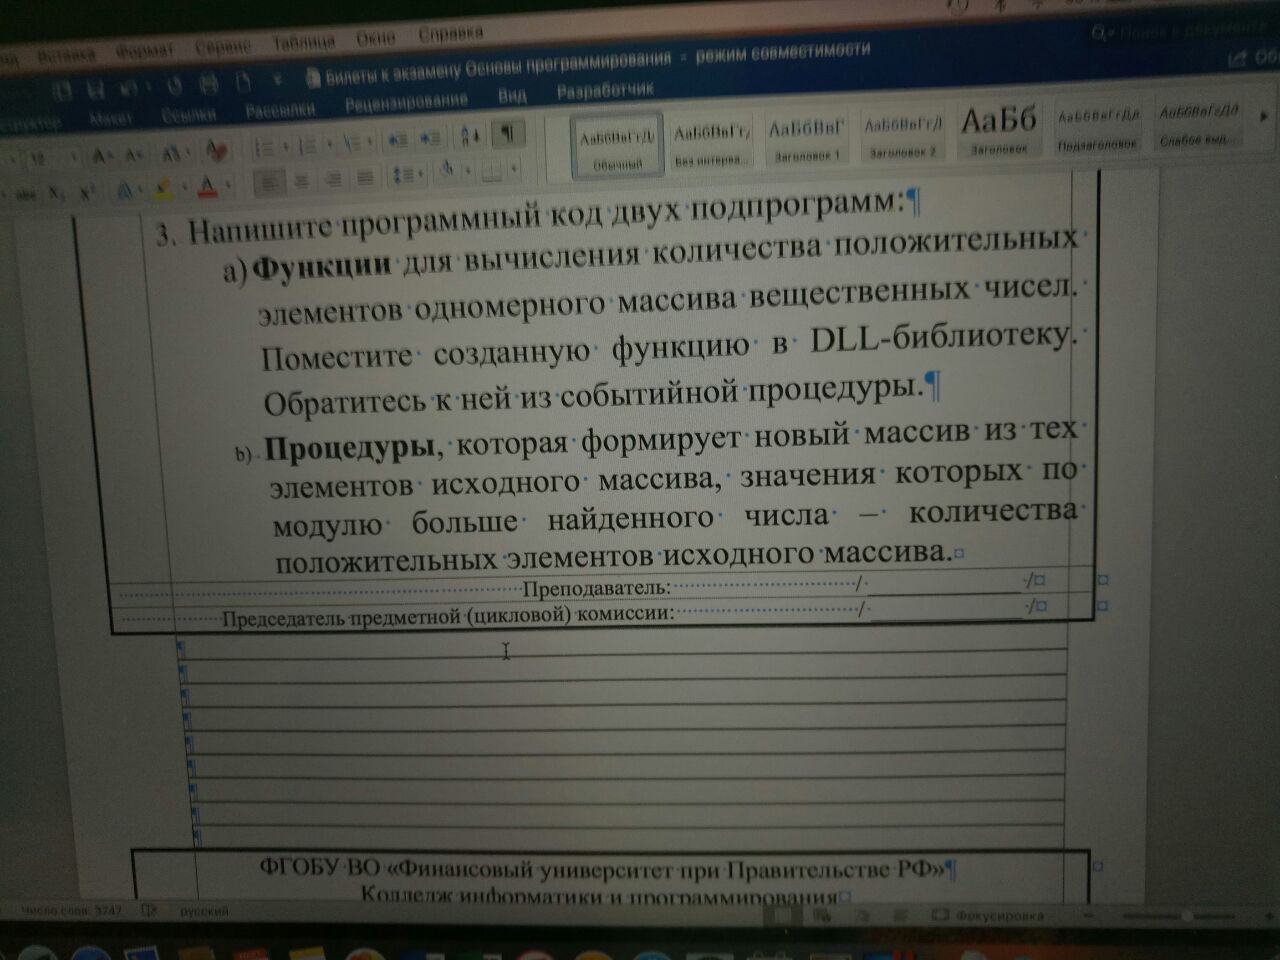 Вставка Формат Сервис Таблица Окно Справка
Билеты к экзамену Основы программирования - режим совместимости
Макет Ссылки Рассылки Рецензирование Вид Разработчик
АаБбВвГгДд АаБбВвГг АаБбВвГ АаБбВвГгД АаБб АаБбВвГгДд АаБбВвГгДд
Обычный Без интерва... Заголовок 1 Заголовок 2 Заголовок Подзаголовок Слабое выд...
3. Напишите программный код двух подпрограмм:¶
a) Функции для вычисления количества положительных
элементов одномерного массива вещественных чисел.
Поместите созданную функцию в DLL-библиотеку.
Обратитесь к ней из событийной процедуры.¶
b) Процедуры, которая формирует новый массив из тех
элементов исходного массива, значения которых по
модулю больше найденного числа – количества
положительных элементов исходного массива.
Преподаватель: / ______________ /
Председатель предметной (цикловой) комиссии: / ______________ /
ФГОБУ ВО «Финансовый университет при Правительстве РФ»¶
Колледж информатики и программирования
Число слов: 3747 русский Фокусировка